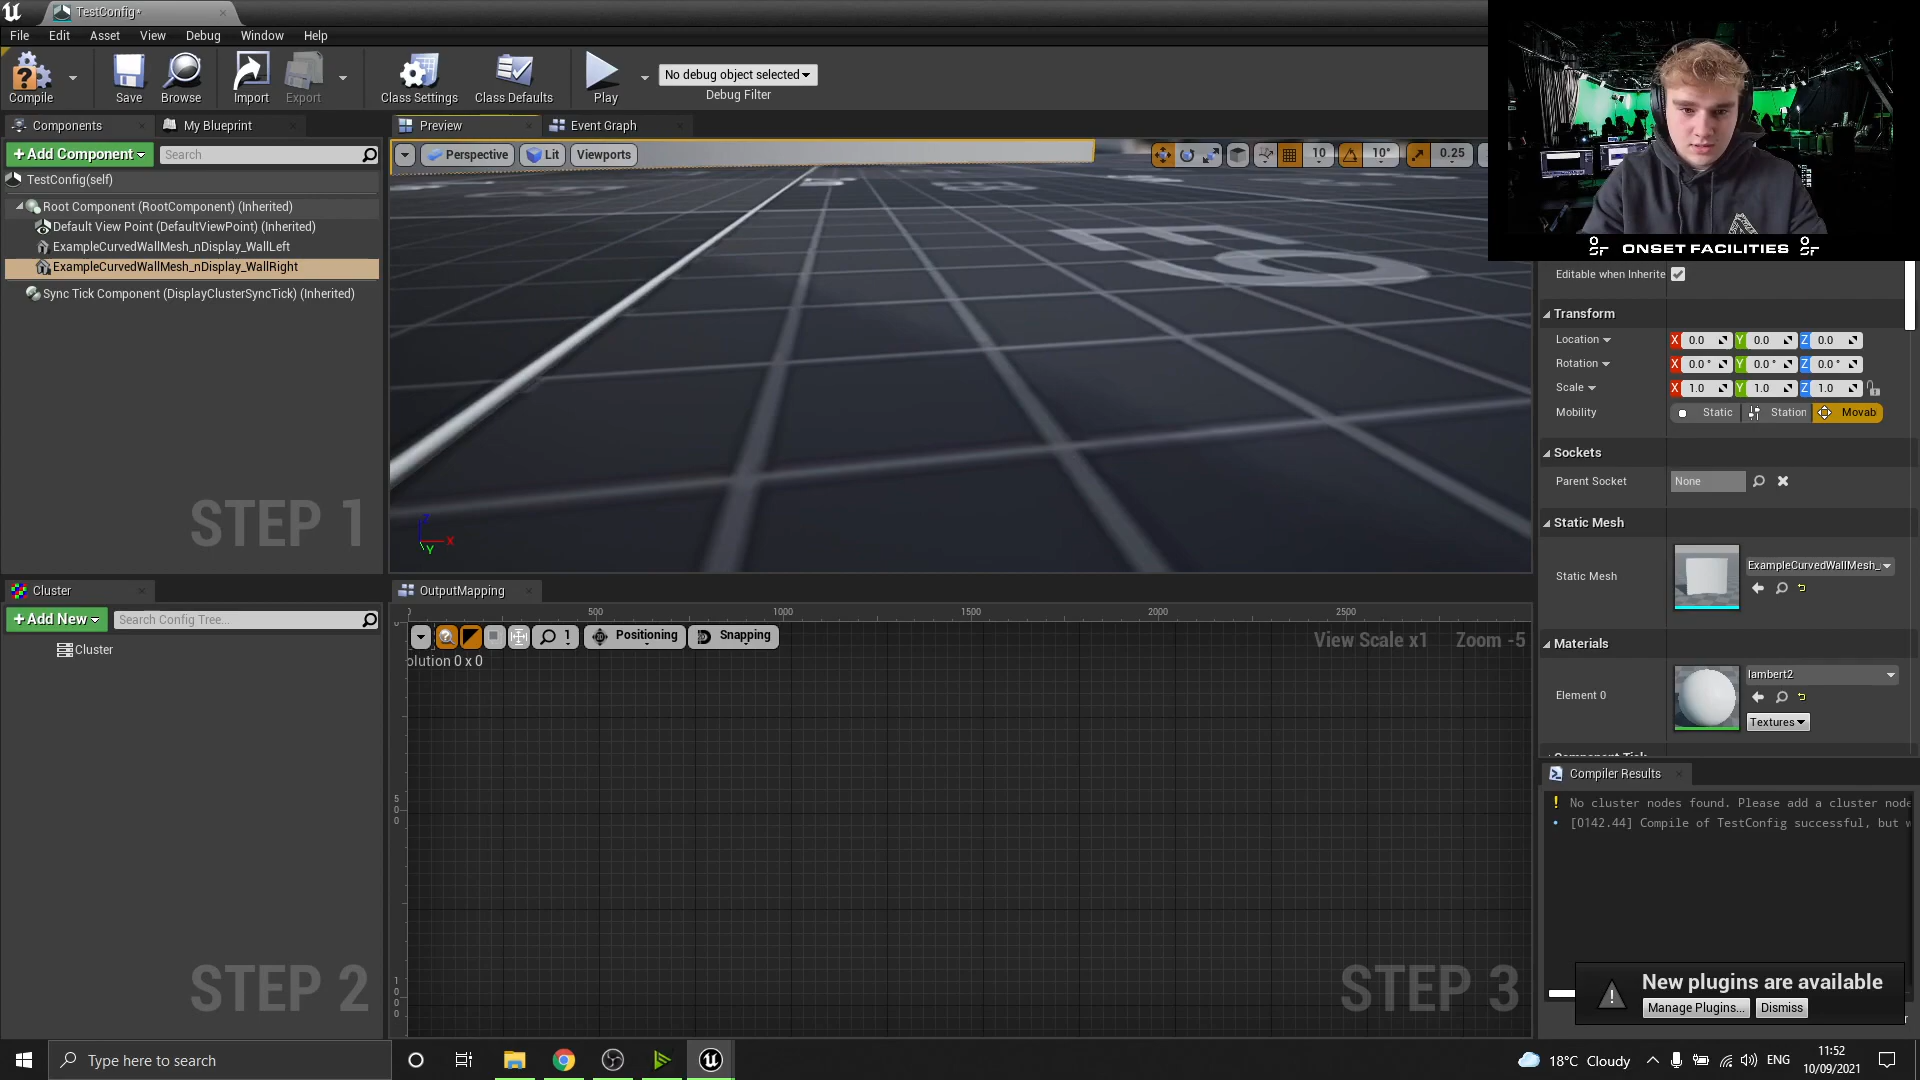 TestConfig*
File Edit Asset View Debug Window Help
Compile Save Browse Import Export Class Settings Class Defaults Play No debug object selected Debug Filter
ONSET FACILITIES
Components My Blueprint
+Add Component Search
TestConfig(self)
Root Component (RootComponent) (Inherited)
Default View Point (DefaultViewPoint) (Inherited)
ExampleCurvedWallMesh_nDisplay_WallLeft
ExampleCurvedWallMesh_nDisplay_WallRight
Sync Tick Component (DisplayClusterSyncTick) (Inherited)
STEP 1
Preview Event Graph
Perspective Lit Viewports 10 10° 0.25
Z X Y
Editable when Inherite
Transform
Location X 0.0 Y 0.0 Z 0.0
Rotation X 0.0 ° Y 0.0 ° Z 0.0 °
Scale X 1.0 Y 1.0 Z 1.0
Mobility Static Station Movab
Sockets
Parent Socket None
Static Mesh
Static Mesh ExampleCurvedWallMesh_
Materials
Element 0 lambert2
Textures
Cluster
+Add New Search Config Tree...
Cluster
STEP 2
OutputMapping
0 500 1000 1500 2000 2500
1 Positioning Snapping View Scale x1 Zoom -5
olution 0 x 0
500
1000
STEP 3
Compiler Results
! No cluster nodes found. Please add a cluster node
• [0142.44] Compile of TestConfig successful, but w
New plugins are available
Manage Plugins... Dismiss
Type here to search
18°C Cloudy ENG
11:52
10/09/2021